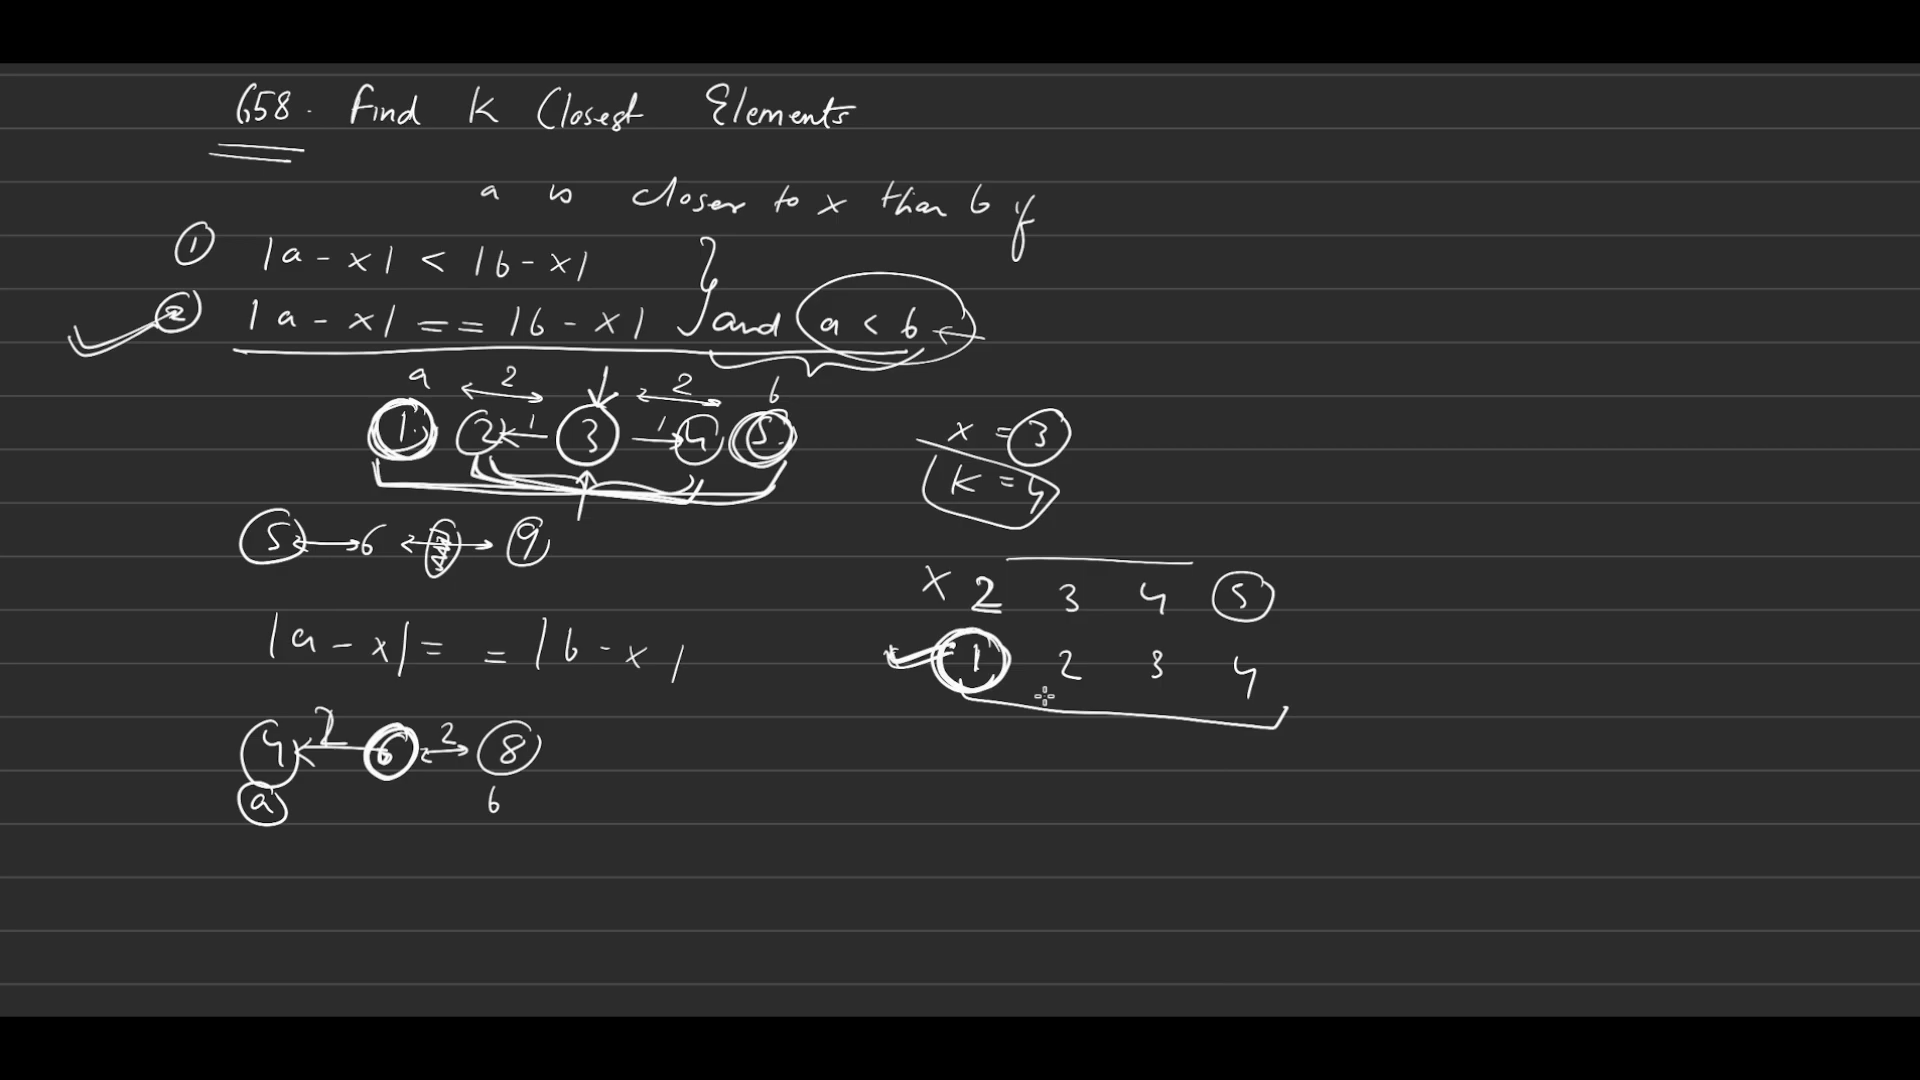 658. Find K Closest Elements
a is closer to x than b if
① |a - x| < |b - x|
② |a - x| == |b - x| and a < b
a 2 2 b
1 2 1 3 1 4 5
x = 3
K = 4
5 6 9
X 2 3 4 5
|a - x| = = |b - x|
1 2 3 4
4 2 6 2 8
a b